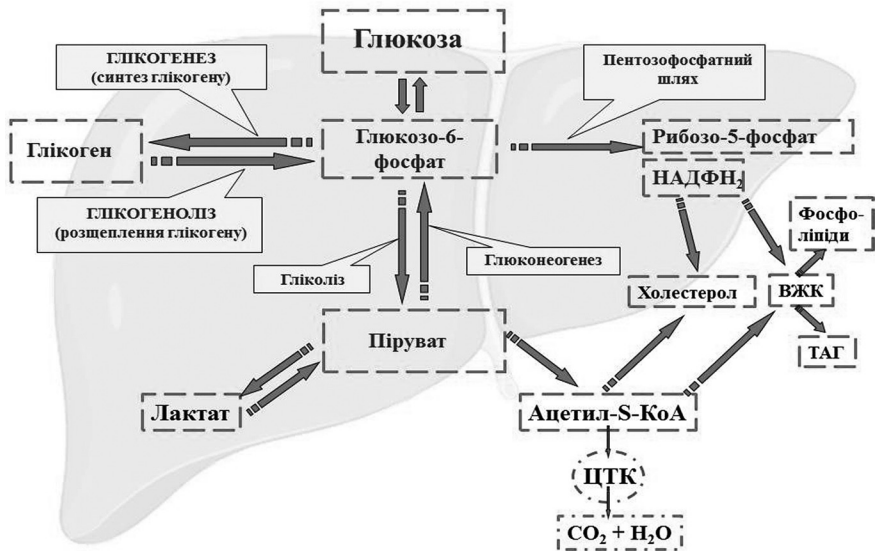 Глюкоза
ГЛІКОГЕНЕЗ
(синтез глікогену)
Пентозофосфатний
шлях
Глікоген
Глюкозо-6-
фосфат
Рибозо-5-фосфат
НАДФН₂
ГЛІКОГЕНОЛІЗ
(розщеплення глікогену)
Фосфо-
ліпіди
Гліколіз
Глюконеогенез
Холестерол
ВЖК
Піруват
ТАГ
Лактат
Ацетил-S-КоА
ЦТК
CO₂ + H₂O